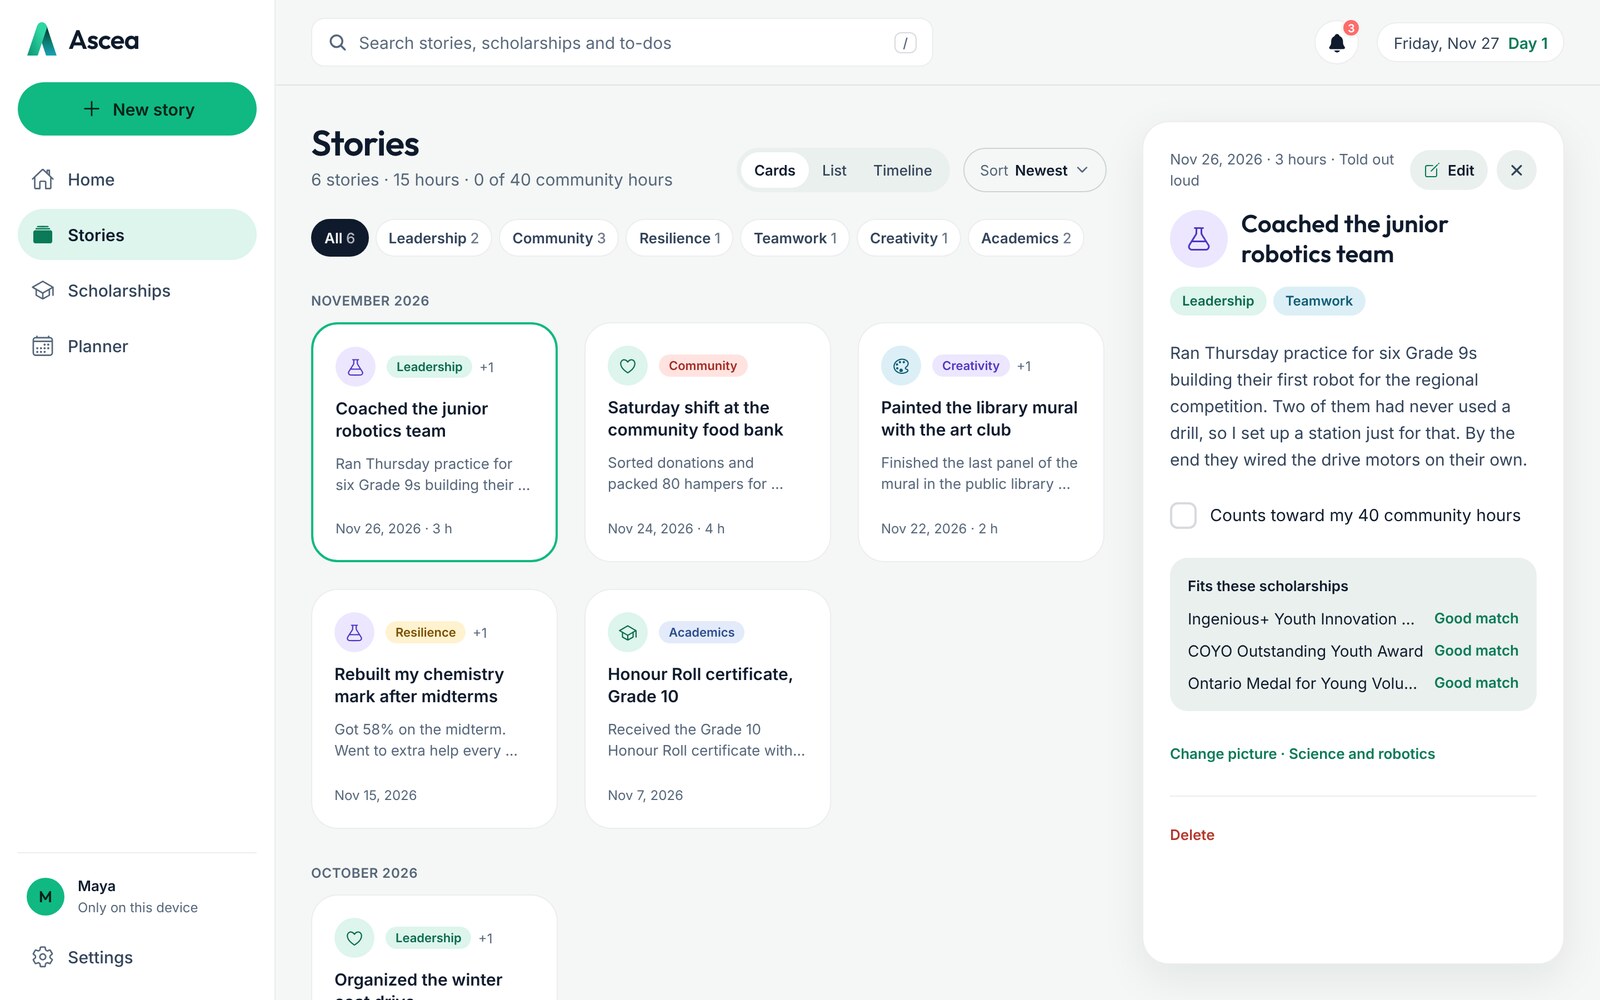 Ascea
New story
Home
Stories
Scholarships
Planner
Maya
Only on this device
M
Settings
Search stories, scholarships and to-dos
/
3
Friday, Nov 27 Day 1
Stories
6 stories · 15 hours · 0 of 40 community hours
Cards
List
Timeline
Sort Newest
All 6
Leadership 2
Community 3
Resilience 1
Teamwork 1
Creativity 1
Academics 2
NOVEMBER 2026
Leadership +1
Coached the junior
robotics team
Ran Thursday practice for
six Grade 9s building their ...
Nov 26, 2026 · 3 h
Community
Saturday shift at the
community food bank
Sorted donations and
packed 80 hampers for ...
Nov 24, 2026 · 4 h
Creativity +1
Painted the library mural
with the art club
Finished the last panel of the
mural in the public library ...
Nov 22, 2026 · 2 h
Resilience +1
Rebuilt my chemistry
mark after midterms
Got 58% on the midterm.
Went to extra help every ...
Nov 15, 2026
Academics
Honour Roll certificate,
Grade 10
Received the Grade 10
Honour Roll certificate with...
Nov 7, 2026
OCTOBER 2026
Leadership +1
Organized the winter
coat drive
Nov 26, 2026 · 3 hours · Told out
loud
Edit
Coached the junior
robotics team
Leadership
Teamwork
Ran Thursday practice for six Grade 9s
building their first robot for the regional
competition. Two of them had never used a
drill, so I set up a station just for that. By the
end they wired the drive motors on their own.
Counts toward my 40 community hours
Fits these scholarships
Ingenious+ Youth Innovation ... Good match
COYO Outstanding Youth Award Good match
Ontario Medal for Young Volu... Good match
Change picture · Science and robotics
Delete